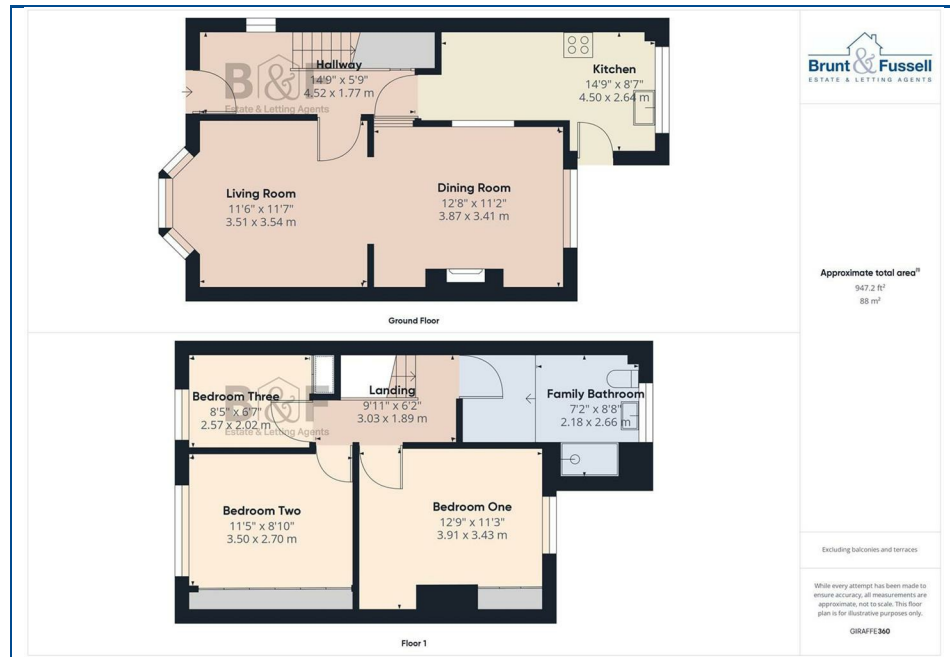 Hallway
14'9" x 5'9"
4.52 x 1.77 m
B & F
Estate & Letting Agents
Kitchen
14'9" x 8'7"
4.50 x 2.64 m
Living Room
11'6" x 11'7"
3.51 x 3.54 m
Dining Room
12'8" x 11'2"
3.87 x 3.41 m
Ground Floor
Bedroom Three
8'5" x 6'7"
2.57 x 2.02 m
B & F
Estate & Letting Agents
Landing
9'11" x 6'2"
3.03 x 1.89 m
Family Bathroom
7'2" x 8'8"
2.18 x 2.66 m
Bedroom Two
11'5" x 8'10"
3.50 x 2.70 m
Bedroom One
12'9" x 11'3"
3.91 x 3.43 m
Floor 1
Brunt & Fussell
ESTATE & LETTING AGENTS
Approximate total area⁽¹⁾
947.2 ft²
88 m²
Excluding balconies and terraces
While every attempt has been made to
ensure accuracy, all measurements are
approximate, not to scale. This floor
plan is for illustrative purposes only.
GIRAFFE360